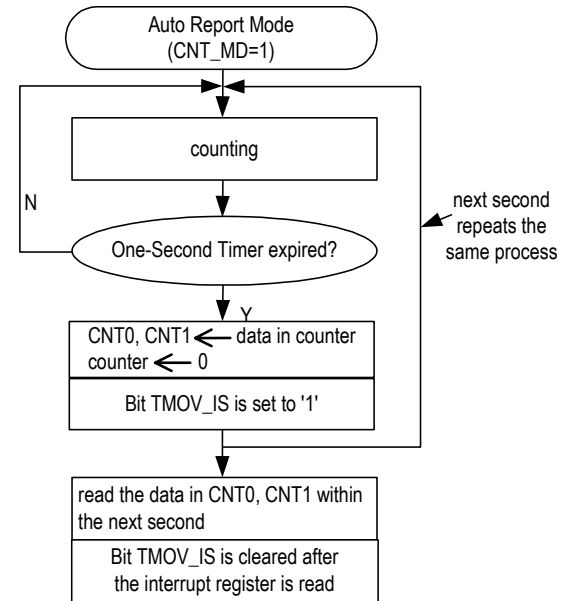 Auto Report Mode
(CNT_MD=1)
counting
N
next second
repeats the
same process
One-Second Timer expired?
Y
CNT0, CNT1 ← data in counter
counter ← 0
Bit TMOV_IS is set to '1'
read the data in CNT0, CNT1 within
the next second
Bit TMOV_IS is cleared after
the interrupt register is read